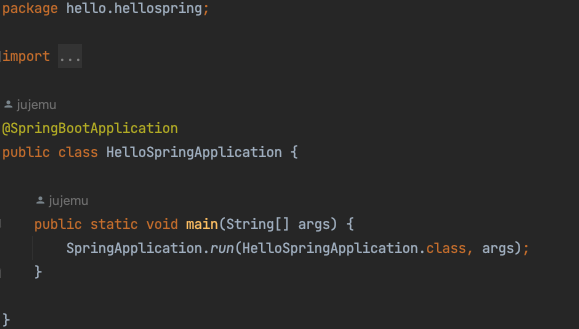 package hello.hellospring;
import ...
jujemu
@SpringBootApplication
public class HelloSpringApplication {
jujemu
public static void main(String[] args) {
SpringApplication.run(HelloSpringApplication.class, args);
}
}